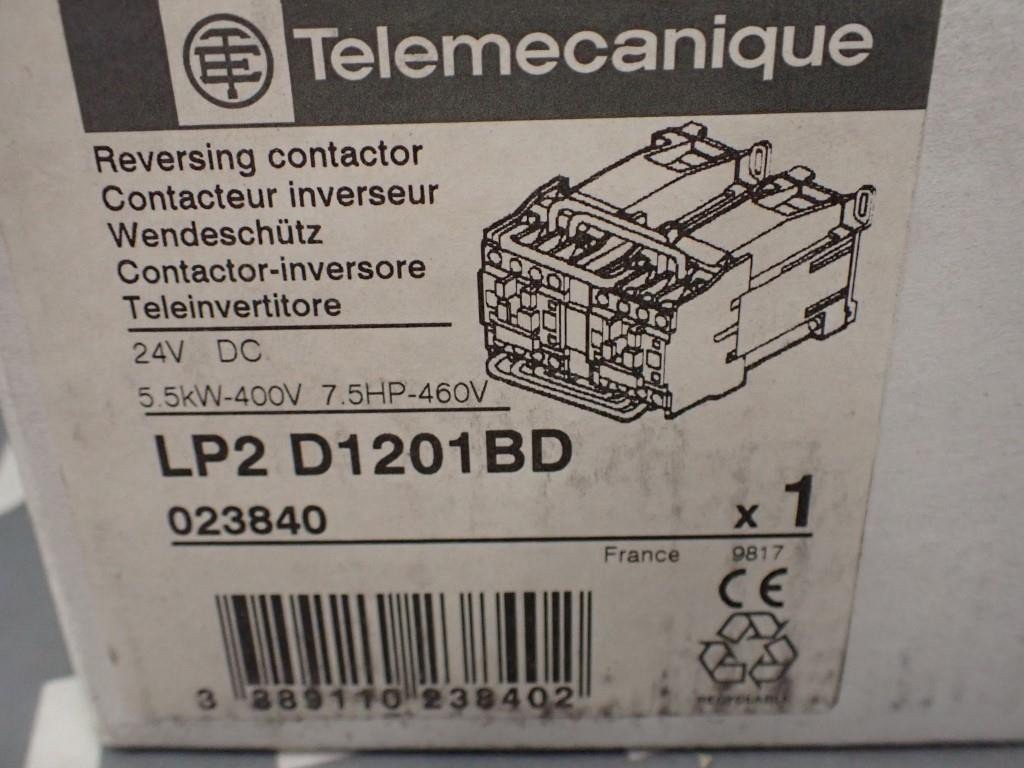 Telemecanique
Reversing contactor
Contacteur inverseur
Wendeschütz
Contactor-inversore
Teleinvertitore
24V DC
5.5kW-400V 7.5HP-460V
LP2 D1201BD
023840 x 1
France 9817
CE
RECYCLABLE
3 389110 238402